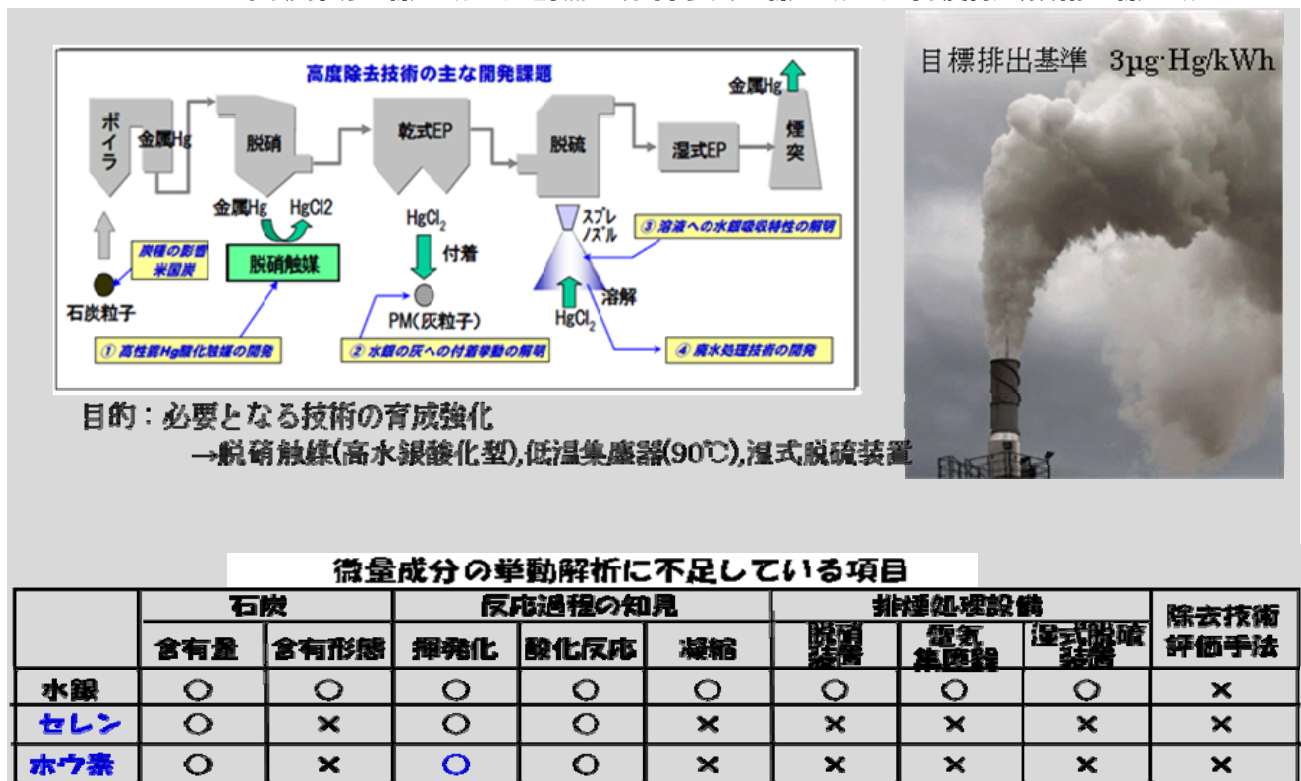 目標排出基準 3µg·Hg/kWh
高度除去技術の主な開発課題
金属Hg
ボイラ
金属Hg
脱硝
乾式EP
脱硫
湿式EP
煙突
金属Hg HgCl2
HgCl₂
スプレ
ノズル
③ 溶液への水銀吸収特性の解明
炭種の影響
米国炭
脱硝触媒
付着
溶解
石炭粒子
PM(灰粒子)
HgCl₂
① 高性能Hg酸化触媒の開発
② 水銀の灰への付着挙動の解明
④ 廃水処理技術の開発
目的：必要となる技術の育成強化
→脱硝触媒(高水銀酸化型),低温集塵器(90℃),湿式脱硫装置
微量成分の挙動解析に不足している項目
石炭 反応過程の知見 排煙処理設備 除去技術
評価手法
含有量 含有形態 揮発化 酸化反応 凝縮 脱硝
装置 電気
集塵器 湿式脱硫
装置
水銀 ○ ○ ○ ○ ○ ○ ○ ○ ×
セレン ○ × ○ ○ × × × × ×
ホウ素 ○ × ○ ○ × × × × ×